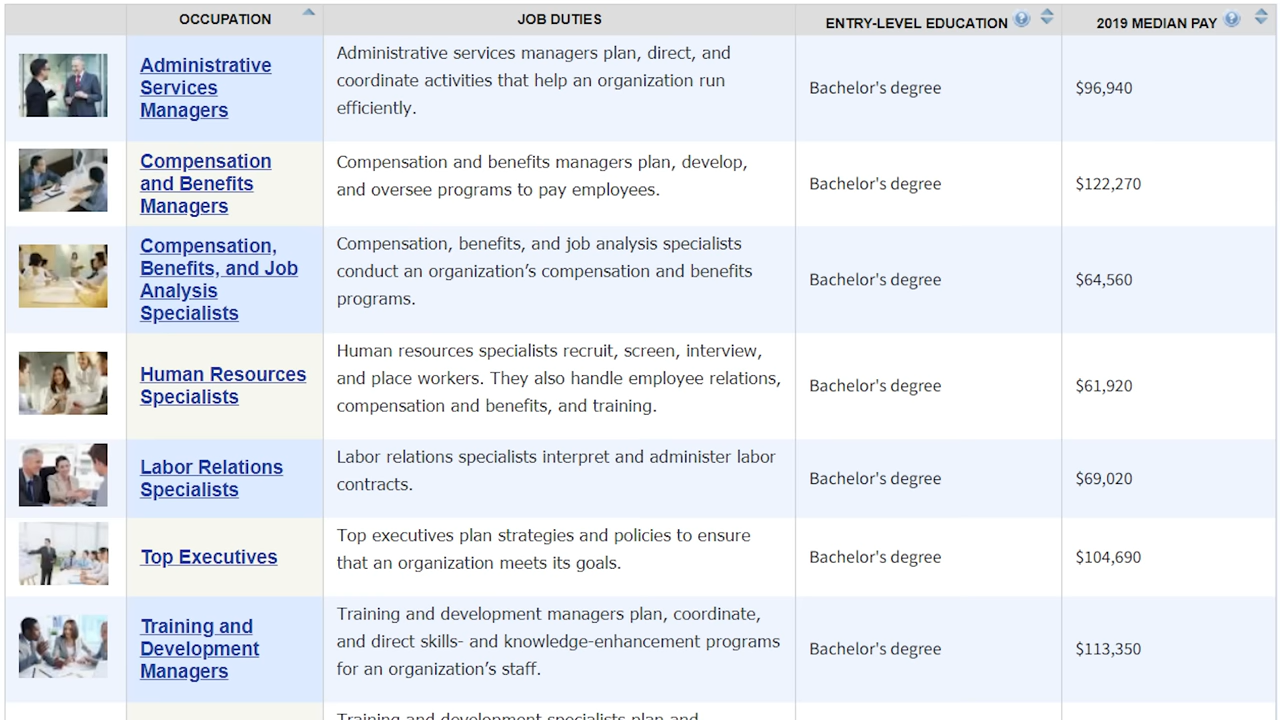 OCCUPATION JOB DUTIES ENTRY-LEVEL EDUCATION 2019 MEDIAN PAY
Administrative
Services
Managers
Administrative services managers plan, direct, and
coordinate activities that help an organization run
efficiently.
Bachelor's degree
$96,940
Compensation
and Benefits
Managers
Compensation and benefits managers plan, develop,
and oversee programs to pay employees.
Bachelor's degree
$122,270
Compensation,
Benefits, and Job
Analysis
Specialists
Compensation, benefits, and job analysis specialists
conduct an organization’s compensation and benefits
programs.
Bachelor's degree
$64,560
Human Resources
Specialists
Human resources specialists recruit, screen, interview,
and place workers. They also handle employee relations,
compensation and benefits, and training.
Bachelor's degree
$61,920
Labor Relations
Specialists
Labor relations specialists interpret and administer labor
contracts.
Bachelor's degree
$69,020
Top Executives
Top executives plan strategies and policies to ensure
that an organization meets its goals.
Bachelor's degree
$104,690
Training and
Development
Managers
Training and development managers plan, coordinate,
and direct skills- and knowledge-enhancement programs
for an organization’s staff.
Bachelor's degree
$113,350
Training and development specialists plan and